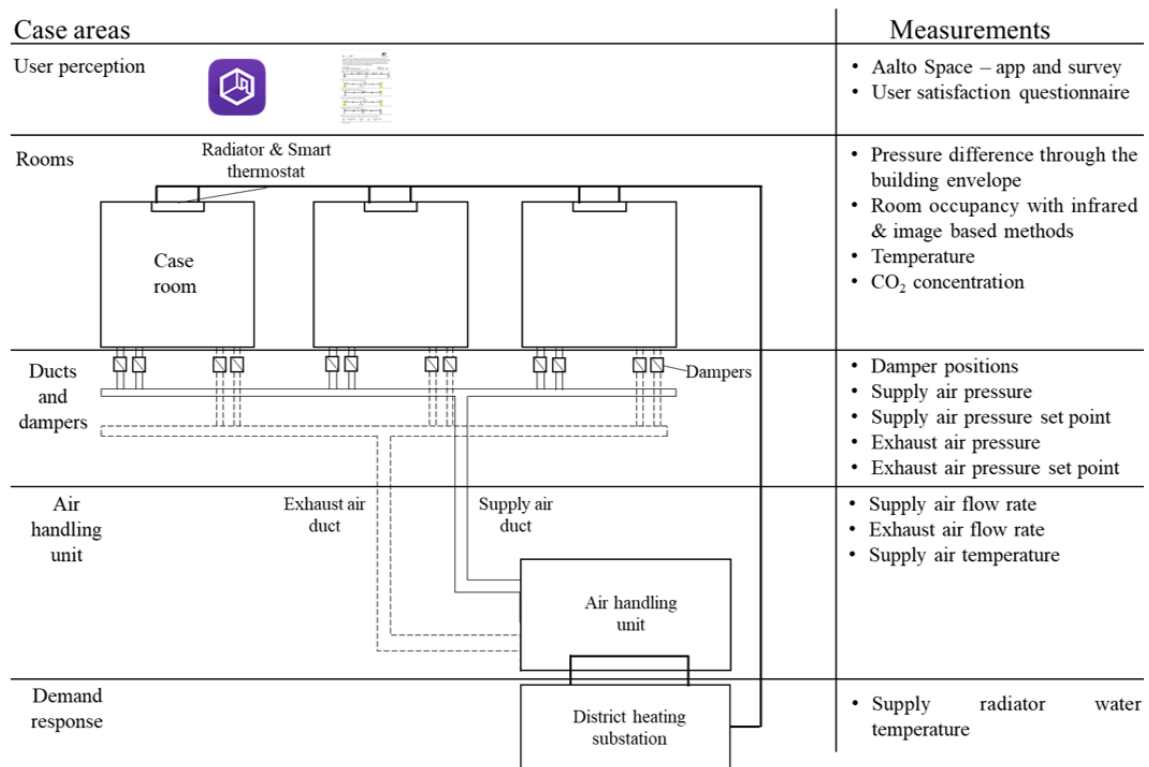 Case areas
Measurements
User perception
• Aalto Space – app and survey
• User satisfaction questionnaire
Rooms
Radiator & Smart
thermostat
Case
room
• Pressure difference through the
building envelope
• Room occupancy with infrared
& image based methods
• Temperature
• CO₂ concentration
Ducts
and
dampers
Dampers
• Damper positions
• Supply air pressure
• Supply air pressure set point
• Exhaust air pressure
• Exhaust air pressure set point
Air
handling
unit
Exhaust air
duct
Supply air
duct
Air handling
unit
• Supply air flow rate
• Exhaust air flow rate
• Supply air temperature
Demand
response
District heating
substation
• Supply radiator water
temperature